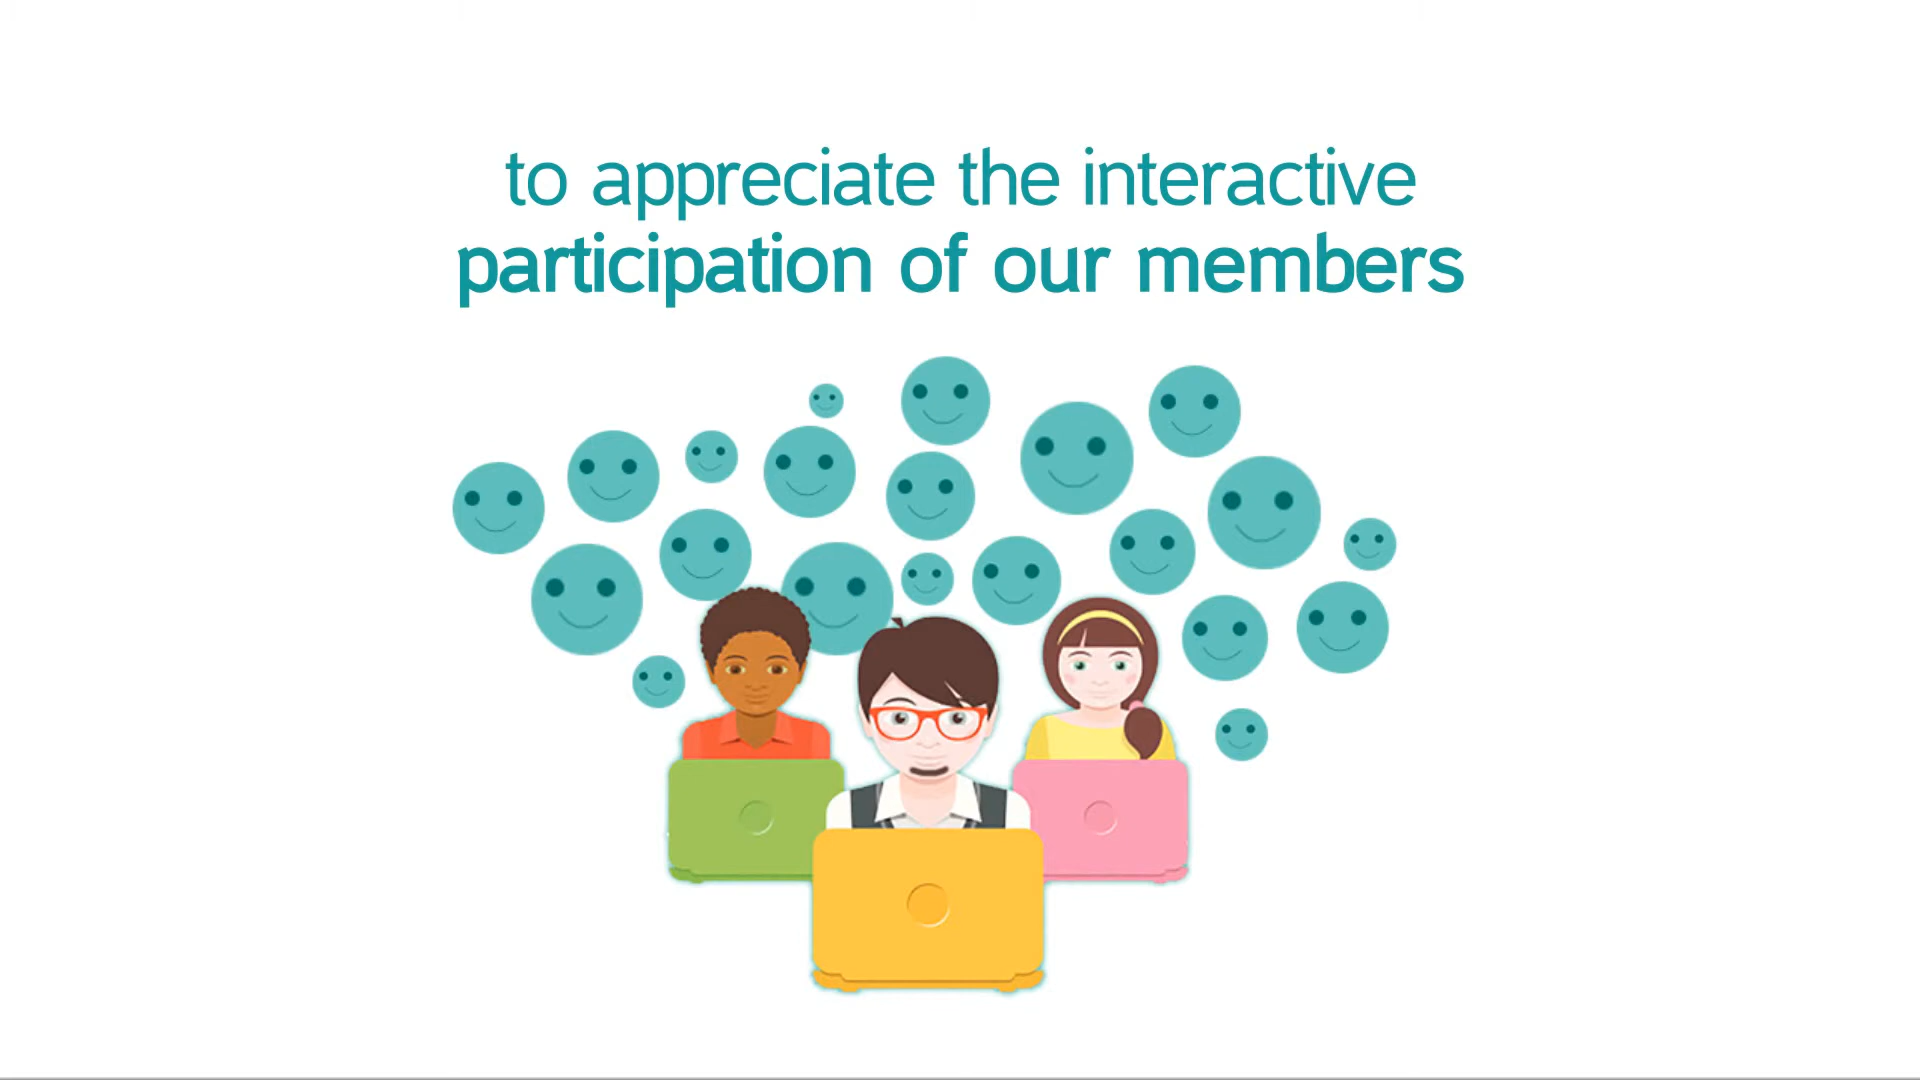 to appreciate the interactive
participation of our members